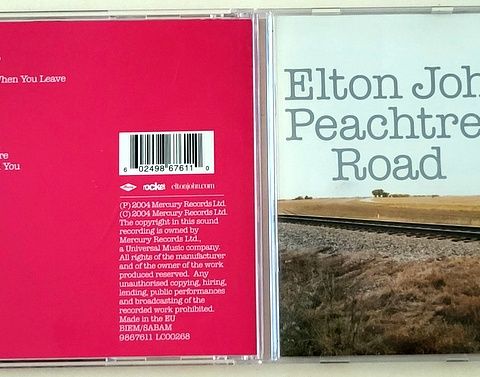 When You Leave
You
6 02498 67611 0
rocket eltonjohn.com
(P) 2004 Mercury Records Ltd.
(C) 2004 Mercury Records Ltd.
The copyright in this sound
recording is owned by
Mercury Records Ltd.,
a Universal Music company.
All rights of the manufacturer
and of the owner of the work
produced reserved. Any
unauthorised copying, hiring,
lending, public performances
and broadcasting of the
recorded work prohibited.
Made in the EU
BIEM/SABAM
9867611 LC00268
Elton Joh
Peachtre
Road